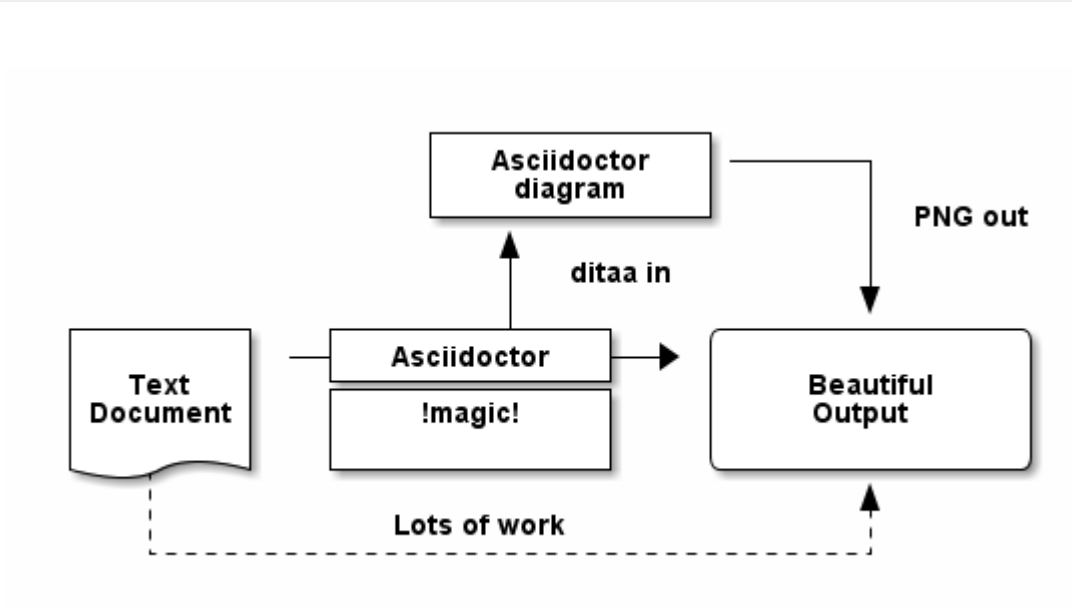 Asciidoctor
diagram
PNG out
ditaa in
Asciidoctor
Text
Document
!magic!
Beautiful
Output
Lots of work